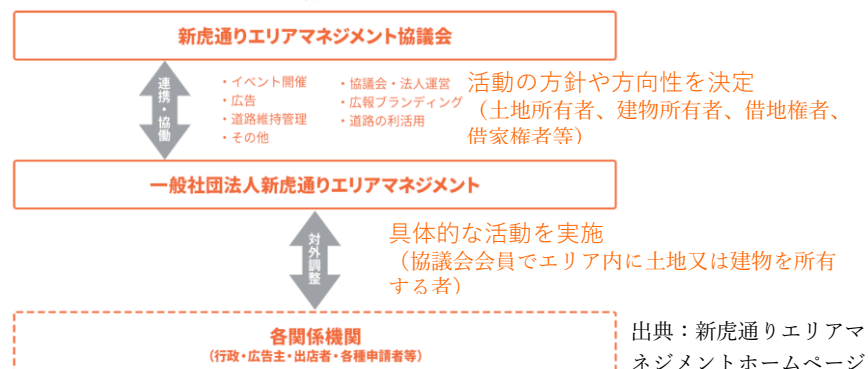 新虎通りエリアマネジメント協議会
連携・協働
・イベント開催
・広告
・道路維持管理
・その他
・協議会・法人運営
・広報ブランディング
・道路の利活用
活動の方針や方向性を決定
（土地所有者、建物所有者、借地権者、
借家権者等）
一般社団法人新虎通りエリアマネジメント
対外調整
具体的な活動を実施
（協議会会員でエリア内に土地又は建物を所有
する者）
各関係機関
(行政・広告主・出店者・各種申請者等)
出典：新虎通りエリアマ
ネジメントホームページ